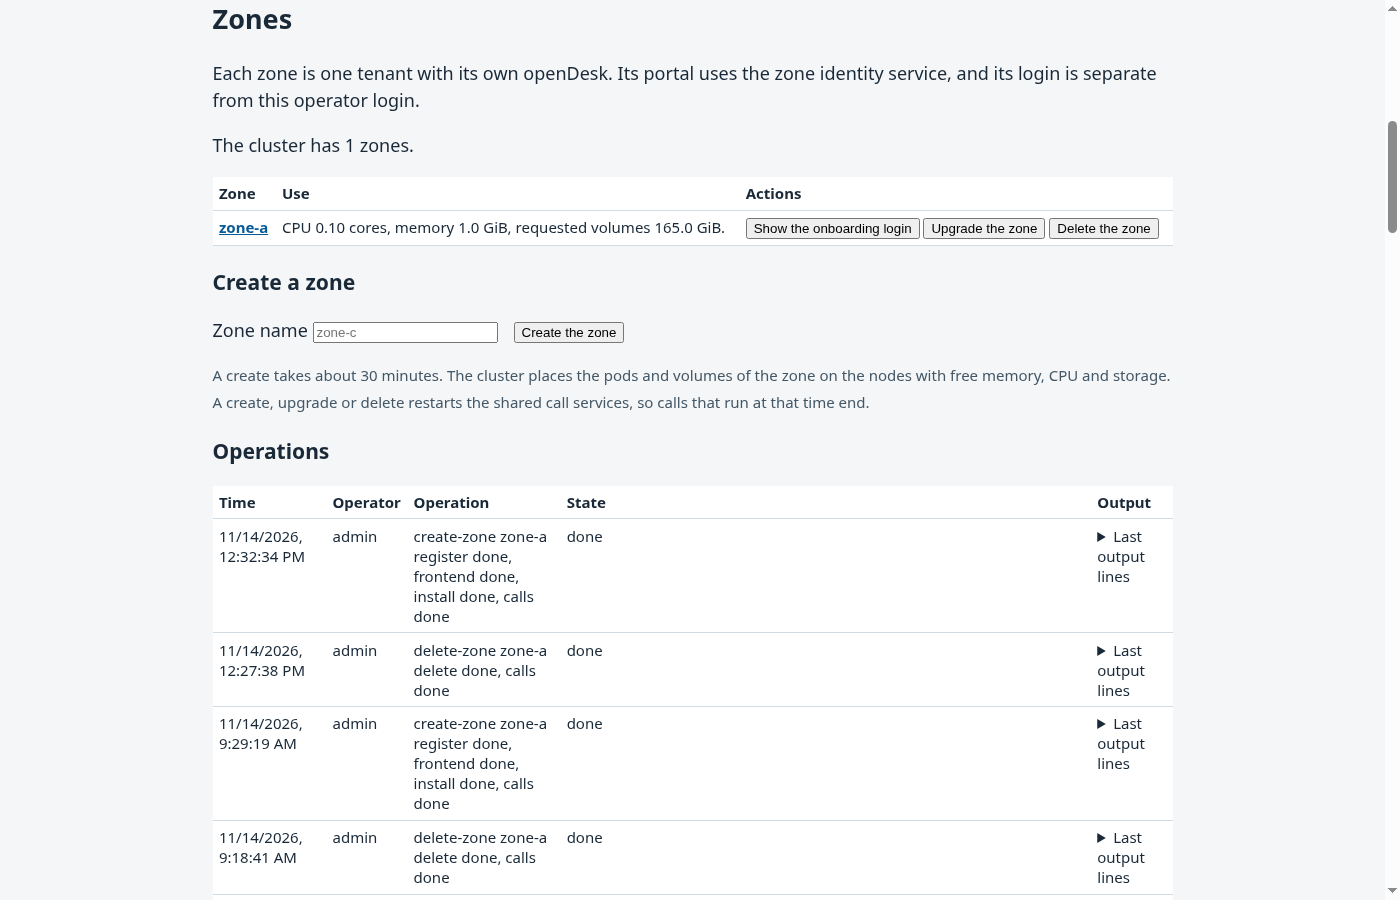 Zones
Each zone is one tenant with its own openDesk. Its portal uses the zone identity service, and its login is separate
from this operator login.
The cluster has 1 zones.
Zone Use Actions
zone-a CPU 0.10 cores, memory 1.0 GiB, requested volumes 165.0 GiB. Show the onboarding login Upgrade the zone Delete the zone
Create a zone
Zone name zone-c Create the zone
A create takes about 30 minutes. The cluster places the pods and volumes of the zone on the nodes with free memory, CPU and storage.
A create, upgrade or delete restarts the shared call services, so calls that run at that time end.
Operations
Time Operator Operation State Output
11/14/2026, admin create-zone zone-a done ▶ Last
12:32:34 PM register done, output
frontend done, lines
install done, calls
done
11/14/2026, admin delete-zone zone-a done ▶ Last
12:27:38 PM delete done, calls output
done lines
11/14/2026, admin create-zone zone-a done ▶ Last
9:29:19 AM register done, output
frontend done, lines
install done, calls
done
11/14/2026, admin delete-zone zone-a done ▶ Last
9:18:41 AM delete done, calls output
done lines